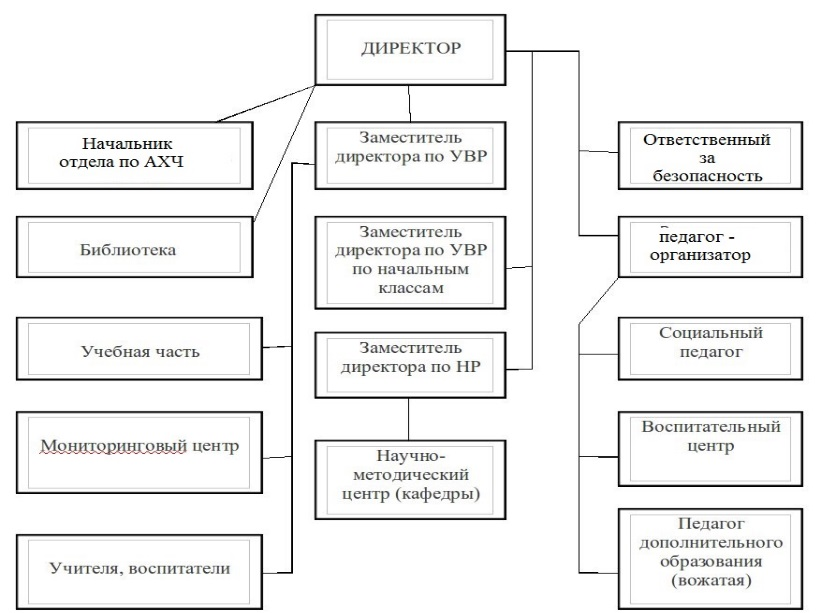 ДИРЕКТОР
Начальник
отдела по АХЧ
Заместитель
директора по УВР
Ответственный
за
безопасность
Библиотека
Заместитель
директора по УВР
по начальным
классам
педагог -
организатор
Учебная часть
Заместитель
директора по НР
Социальный
педагог
Мониторинговый центр
Научно-
методический
центр (кафедры)
Воспитательный
центр
Учителя, воспитатели
Педагог
дополнительного
образования
(вожатая)